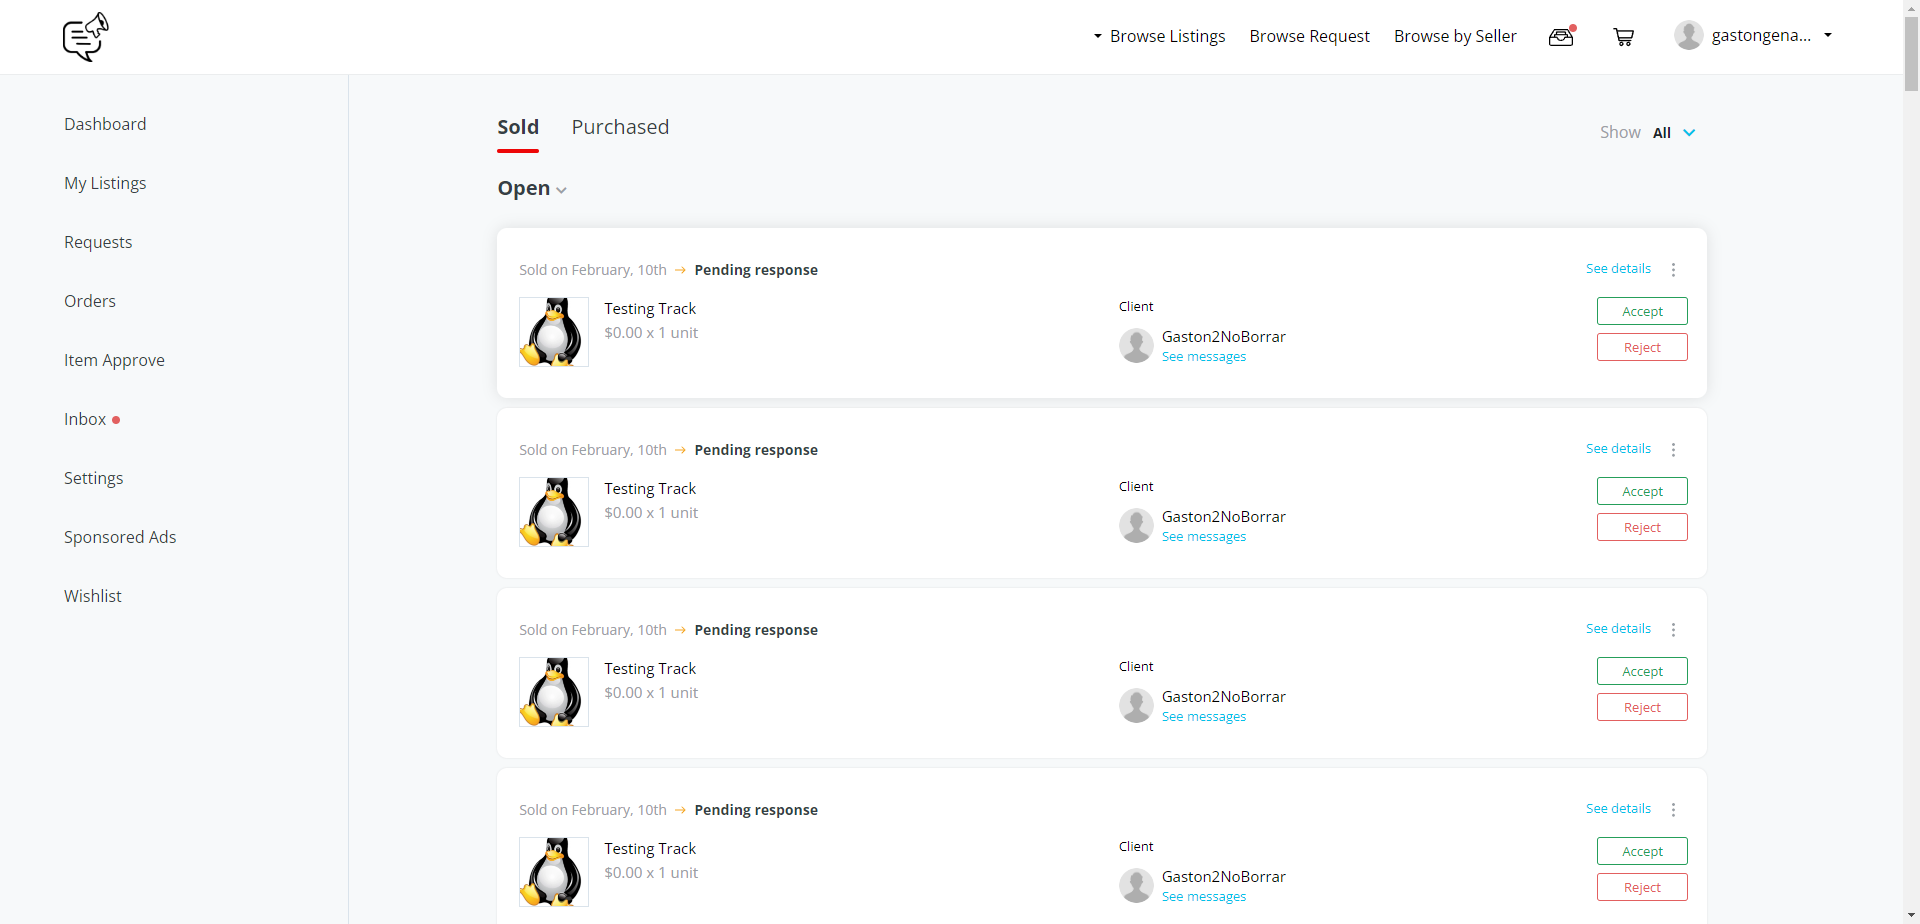 Browse Listings Browse Request Browse by Seller gastongena...
Dashboard
My Listings
Requests
Orders
Item Approve
Inbox
Settings
Sponsored Ads
Wishlist
Sold Purchased
Show All
Open
Sold on February, 10th → Pending response
See details
Testing Track
$0.00 x 1 unit
Client
Gaston2NoBorrar
See messages
Accept
Reject
Sold on February, 10th → Pending response
See details
Testing Track
$0.00 x 1 unit
Client
Gaston2NoBorrar
See messages
Accept
Reject
Sold on February, 10th → Pending response
See details
Testing Track
$0.00 x 1 unit
Client
Gaston2NoBorrar
See messages
Accept
Reject
Sold on February, 10th → Pending response
See details
Testing Track
$0.00 x 1 unit
Client
Gaston2NoBorrar
See messages
Accept
Reject